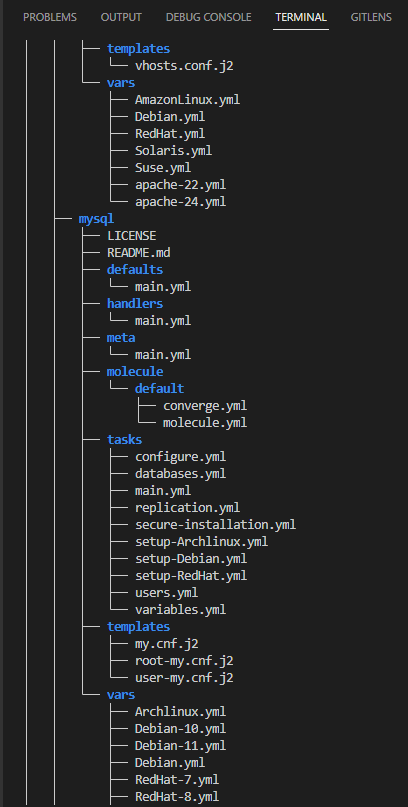 PROBLEMS OUTPUT DEBUG CONSOLE TERMINAL GITLENS
templates
vhosts.conf.j2
vars
AmazonLinux.yml
Debian.yml
RedHat.yml
Solaris.yml
Suse.yml
apache-22.yml
apache-24.yml
mysql
LICENSE
README.md
defaults
main.yml
handlers
main.yml
meta
main.yml
molecule
default
converge.yml
molecule.yml
tasks
configure.yml
databases.yml
main.yml
replication.yml
secure-installation.yml
setup-Archlinux.yml
setup-Debian.yml
setup-RedHat.yml
users.yml
variables.yml
templates
my.cnf.j2
root-my.cnf.j2
user-my.cnf.j2
vars
Archlinux.yml
Debian-10.yml
Debian-11.yml
Debian.yml
RedHat-7.yml
RedHat-8.yml